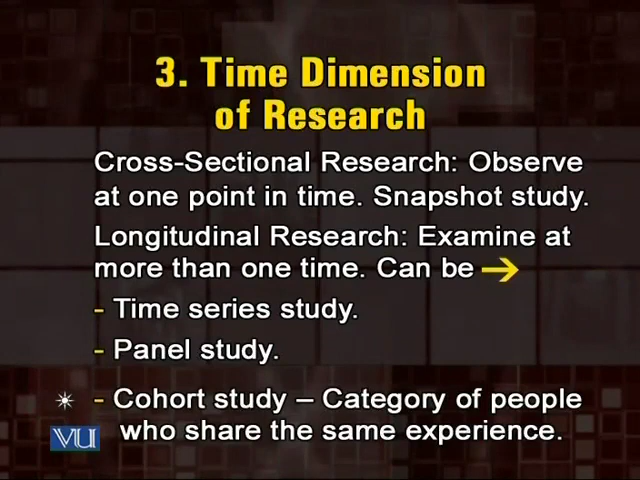 3. Time Dimension
of Research
Cross-Sectional Research: Observe
at one point in time. Snapshot study.
Longitudinal Research: Examine at
more than one time. Can be
- Time series study.
- Panel study.
- Cohort study – Category of people
who share the same experience.
VU